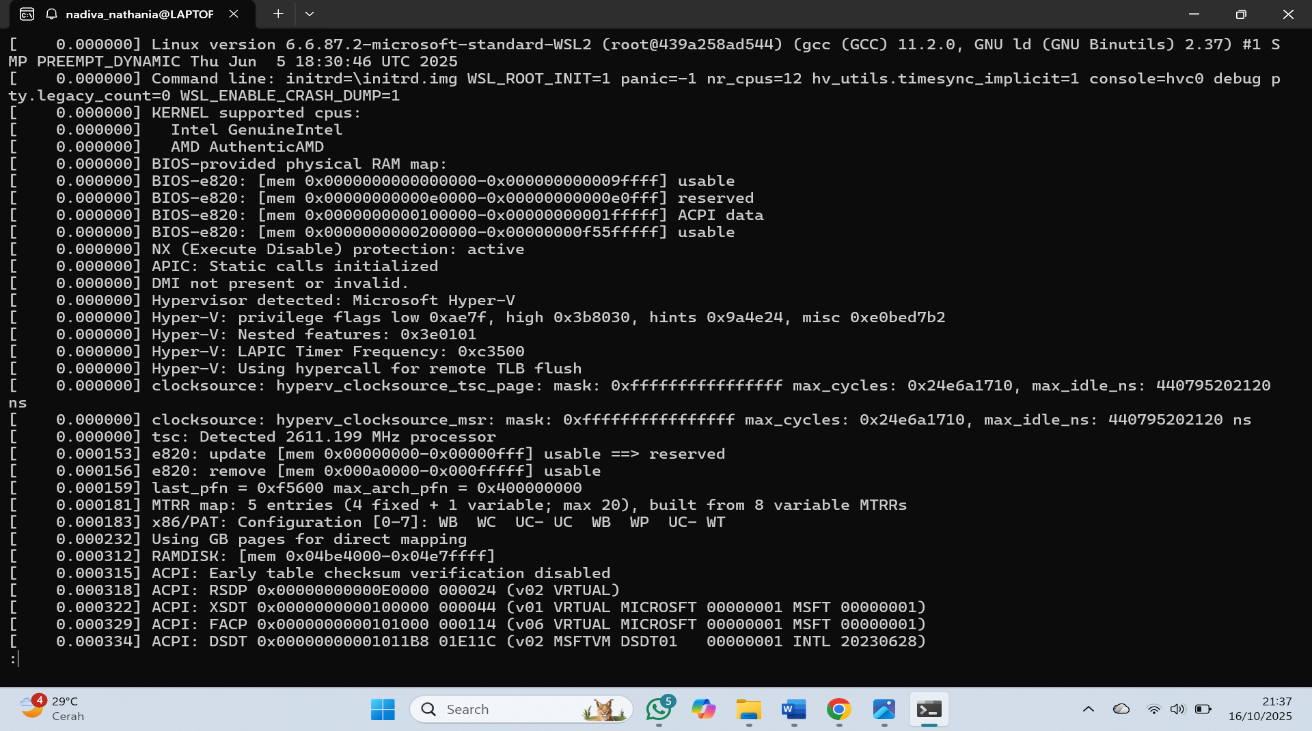 nadiva_nathania@LAPTOP
[    0.000000] Linux version 6.6.87.2-microsoft-standard-WSL2 (root@439a258ad544) (gcc (GCC) 11.2.0, GNU ld (GNU Binutils) 2.37) #1 S
MP PREEMPT_DYNAMIC Thu Jun  5 18:30:46 UTC 2025
[    0.000000] Command line: initrd=\initrd.img WSL_ROOT_INIT=1 panic=-1 nr_cpus=12 hv_utils.timesync_implicit=1 console=hvc0 debug p
ty.legacy_count=0 WSL_ENABLE_CRASH_DUMP=1
[    0.000000] KERNEL supported cpus:
[    0.000000]   Intel GenuineIntel
[    0.000000]   AMD AuthenticAMD
[    0.000000] BIOS-provided physical RAM map:
[    0.000000] BIOS-e820: [mem 0x0000000000000000-0x000000000009ffff] usable
[    0.000000] BIOS-e820: [mem 0x00000000000e0000-0x00000000000e0fff] reserved
[    0.000000] BIOS-e820: [mem 0x0000000000100000-0x00000000001fffff] ACPI data
[    0.000000] BIOS-e820: [mem 0x0000000000200000-0x00000000f55fffff] usable
[    0.000000] NX (Execute Disable) protection: active
[    0.000000] APIC: Static calls initialized
[    0.000000] DMI not present or invalid.
[    0.000000] Hypervisor detected: Microsoft Hyper-V
[    0.000000] Hyper-V: privilege flags low 0xae7f, high 0x3b8030, hints 0x9a4e24, misc 0xe0bed7b2
[    0.000000] Hyper-V: Nested features: 0x3e0101
[    0.000000] Hyper-V: LAPIC Timer Frequency: 0xc3500
[    0.000000] Hyper-V: Using hypercall for remote TLB flush
[    0.000000] clocksource: hyperv_clocksource_tsc_page: mask: 0xffffffffffffffff max_cycles: 0x24e6a1710, max_idle_ns: 440795202120
ns
[    0.000000] clocksource: hyperv_clocksource_msr: mask: 0xffffffffffffffff max_cycles: 0x24e6a1710, max_idle_ns: 440795202120 ns
[    0.000000] tsc: Detected 2611.199 MHz processor
[    0.000153] e820: update [mem 0x00000000-0x00000fff] usable ==> reserved
[    0.000156] e820: remove [mem 0x000a0000-0x000fffff] usable
[    0.000159] last_pfn = 0xf5600 max_arch_pfn = 0x400000000
[    0.000181] MTRR map: 5 entries (4 fixed + 1 variable; max 20), built from 8 variable MTRRs
[    0.000183] x86/PAT: Configuration [0-7]: WB  WC  UC- UC  WB  WP  UC- WT
[    0.000232] Using GB pages for direct mapping
[    0.000312] RAMDISK: [mem 0x04be4000-0x04e7ffff]
[    0.000315] ACPI: Early table checksum verification disabled
[    0.000318] ACPI: RSDP 0x00000000000E0000 000024 (v02 VRTUAL)
[    0.000322] ACPI: XSDT 0x0000000000100000 000044 (v01 VRTUAL MICROSFT 00000001 MSFT 00000001)
[    0.000329] ACPI: FACP 0x0000000000101000 000114 (v06 VRTUAL MICROSFT 00000001 MSFT 00000001)
[    0.000334] ACPI: DSDT 0x00000000001011B8 01E11C (v02 MSFTVM DSDT01   00000001 INTL 20230628)
:
4
29°C
Cerah
Search
5
21:37
16/10/2025